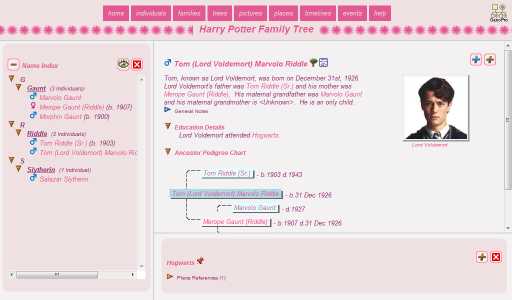 home individuals families trees pictures places timelines events help
GenoPro
Harry Potter Family Tree
Name Index
G
Gaunt (3 individuals)
Marvolo Gaunt
Merope Gaunt (Riddle) (b. 1907)
Morphin Gaunt (b. 1900)
R
Riddle (2 individuals)
Tom Riddle (Sr.) (b. 1903)
Tom (Lord Voldemort) Marvolo Ric
S
Slytherin (1 individual)
Salazar Slytherin
Tom (Lord Voldemort) Marvolo Riddle
Tom, known as Lord Voldemort, was born on December 31st, 1926.
Lord Voldemort's father was Tom Riddle (Sr.) and his mother was
Merope Gaunt (Riddle). His maternal grandfather was Marvolo Gaunt
and his maternal grandmother is <Unknown>. He is an only child.
General Notes
Lord Voldemort
Education Details
Lord Voldemort attended Hogwarts.
Ancestor Pedigree Chart
Tom Riddle (Sr.) - b.1903 d.1943
Tom (Lord Voldemort) Marvolo Riddle - b.31 Dec 1926
Marvolo Gaunt - d.1927
Merope Gaunt (Riddle) - b.1907 d.31 Dec 1926
Hogwarts
Place References (1)